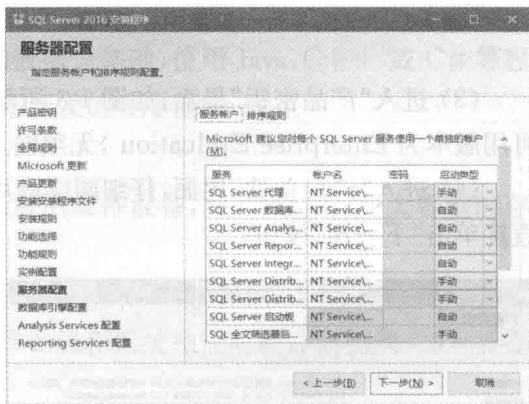 SQL Server 2016 安装程序
服务器配置
指定服务帐户和排序规则配置。
产品密钥
许可条款
全局规则
Microsoft 更新
产品更新
安装安装程序文件
安装规则
功能选择
功能规则
实例配置
服务器配置
数据库引擎配置
Analysis Services 配置
Reporting Services 配置
服务帐户 排序规则
Microsoft 建议您对每个 SQL Server 服务使用一个单独的帐户
(M)。
服务 帐户名 密码 启动类型
SQL Server 代理 NT Service\... 手动
SQL Server 数据库... NT Service\... 自动
SQL Server Analys... NT Service\... 自动
SQL Server Repor... NT Service\... 自动
SQL Server Integr... NT Service\... 自动
SQL Server Distrib... NT Service\... 手动
SQL Server Distrib... NT Service\... 手动
SQL Server 启动板 NT Service\... 自动
SQL 全文筛选器后... NT Service\... 手动
< 上一步(B) 下一步(N) > 取消